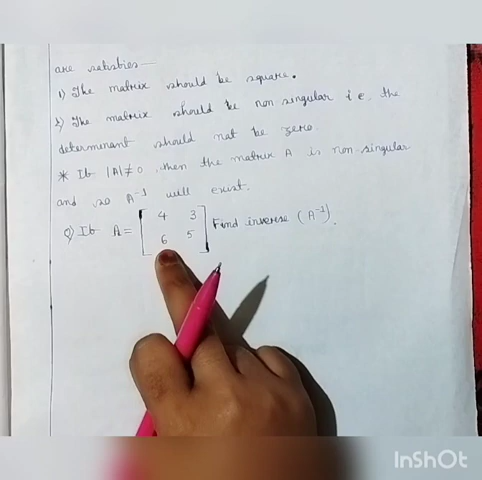 are satisfies—
1) The matrix should be square.
2) The matrix should be non singular i.e, the
determinant should not be zero.
* If |A|≠0, then the matrix A is non-singular
and so A⁻¹ will exist.
Q) If A = [4 3
6 5] Find inverse (A⁻¹).
InShOt